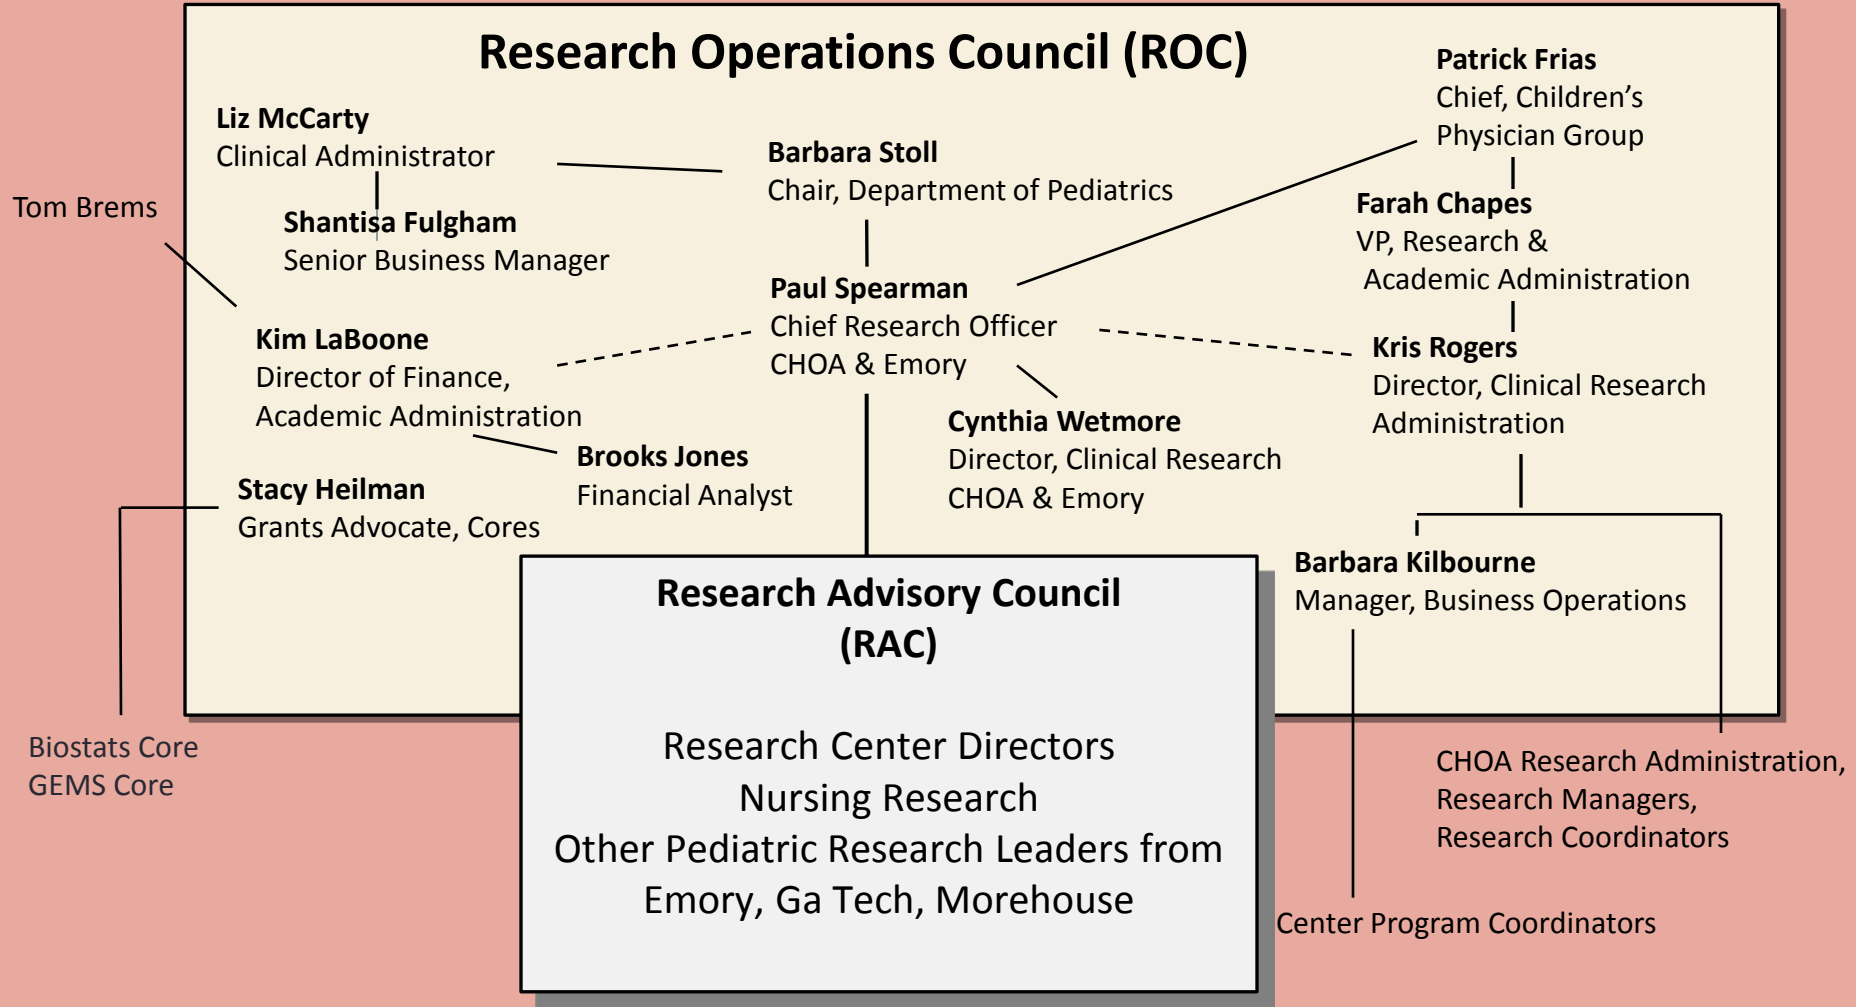 Research Operations Council (ROC)
Patrick Frias
Chief, Children’s
Physician Group
Liz McCarty
Clinical Administrator
Barbara Stoll
Chair, Department of Pediatrics
Tom Brems
Shantisa Fulgham
Senior Business Manager
Farah Chapes
VP, Research &
Academic Administration
Paul Spearman
Chief Research Officer
CHOA & Emory
Kim LaBoone
Director of Finance,
Academic Administration
Kris Rogers
Director, Clinical Research
Administration
Brooks Jones
Financial Analyst
Cynthia Wetmore
Director, Clinical Research
CHOA & Emory
Stacy Heilman
Grants Advocate, Cores
Barbara Kilbourne
Manager, Business Operations
Research Advisory Council
(RAC)
Research Center Directors
Nursing Research
Other Pediatric Research Leaders from
Emory, Ga Tech, Morehouse
Biostats Core
GEMS Core
CHOA Research Administration,
Research Managers,
Research Coordinators
Center Program Coordinators